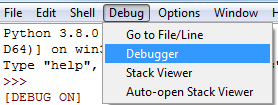 File Edit Shell Debug Options Window H
Python 3.8.0
D64)] on win3
Type "help",
>>>
[DEBUG ON]
Go to File/Line
Debugger
Stack Viewer
Auto-open Stack Viewer